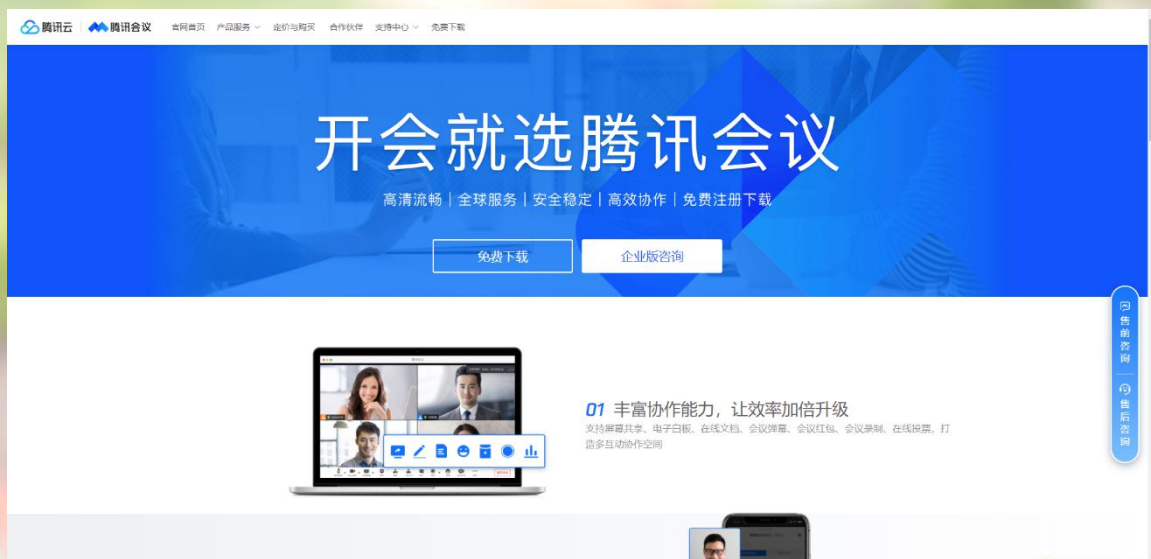 腾讯云 腾讯会议 官网首页 产品服务 定价与购买 合作伙伴 支持中心 免费下载
开会就选腾讯会议
高清流畅｜全球服务｜安全稳定｜高效协作｜免费注册下载
免费下载 企业版咨询
01 丰富协作能力，让效率加倍升级
支持屏幕共享、电子白板、在线文档、会议弹幕、会议红包、会议录制、在线投票，打
造多互动协作空间
售前咨询
售后咨询